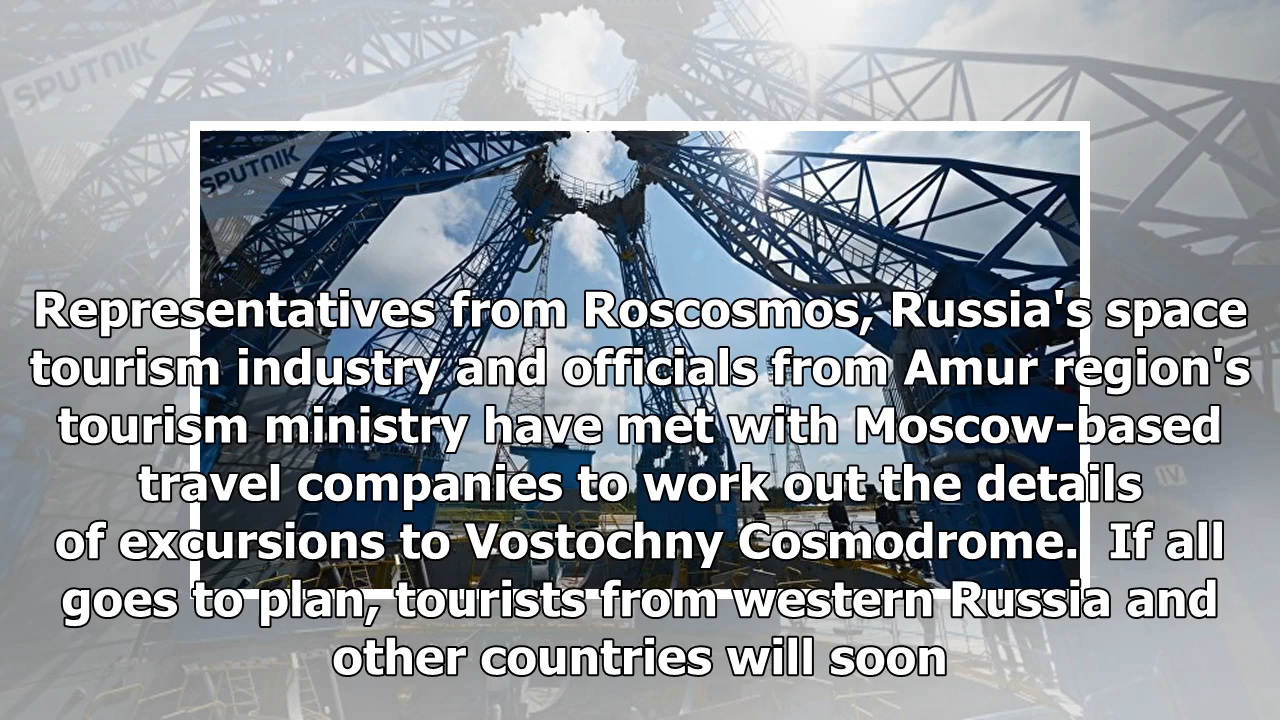 SPUTNIK
SPUTNIK
Representatives from Roscosmos, Russia's space
tourism industry and officials from Amur region's
tourism ministry have met with Moscow-based
travel companies to work out the details
of excursions to Vostochny Cosmodrome.  If all
goes to plan, tourists from western Russia and
other countries will soon
IV